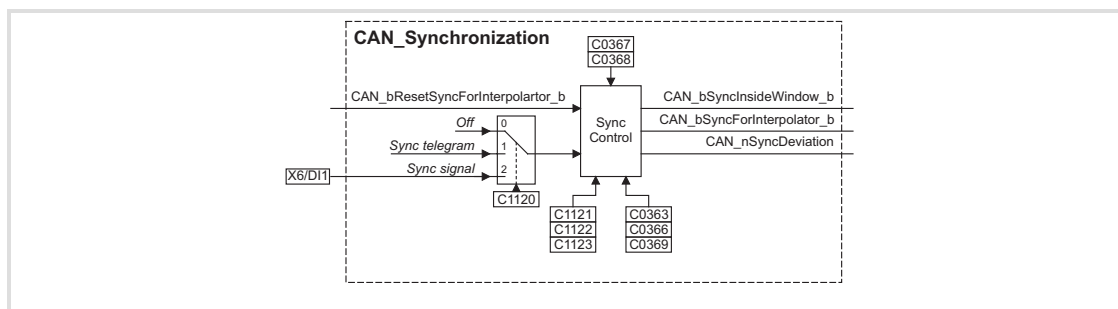 CAN_Synchronization
C0367
C0368
CAN_bResetSyncForInterpolartor_b
Off
0
Sync telegram
1
X6/DI1
Sync signal
2
C1120
Sync
Control
CAN_bSyncInsideWindow_b
CAN_bSyncForInterpolator_b
CAN_nSyncDeviation
C1121
C1122
C1123
C0363
C0366
C0369